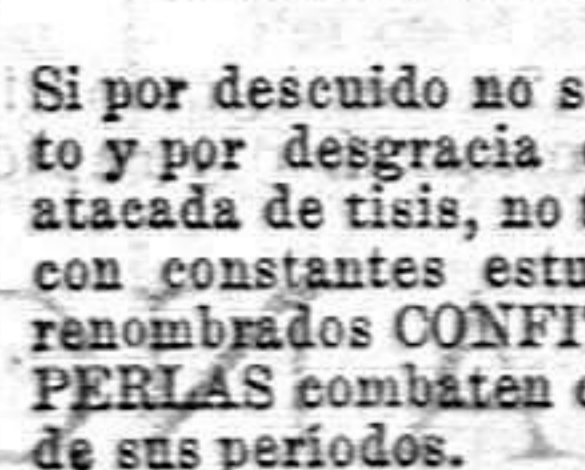 Si por descuido no s
to y por desgracia
atacada de tisis, no
con constantes estu
renombrados CONFI
PERLAS combaten
de sus períodos.